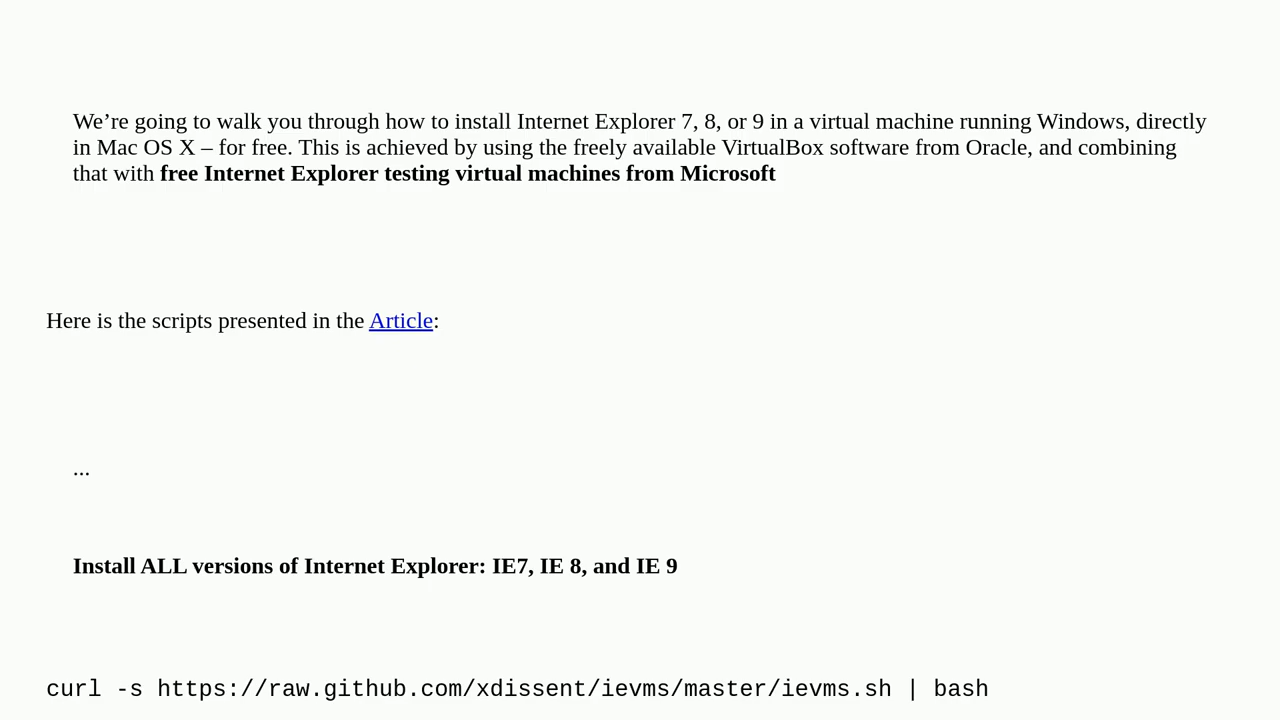 We’re going to walk you through how to install Internet Explorer 7, 8, or 9 in a virtual machine running Windows, directly
in Mac OS X – for free. This is achieved by using the freely available VirtualBox software from Oracle, and combining
that with free Internet Explorer testing virtual machines from Microsoft
Here is the scripts presented in the Article:
...
Install ALL versions of Internet Explorer: IE7, IE 8, and IE 9
curl -s https://raw.github.com/xdissent/ievms/master/ievms.sh | bash